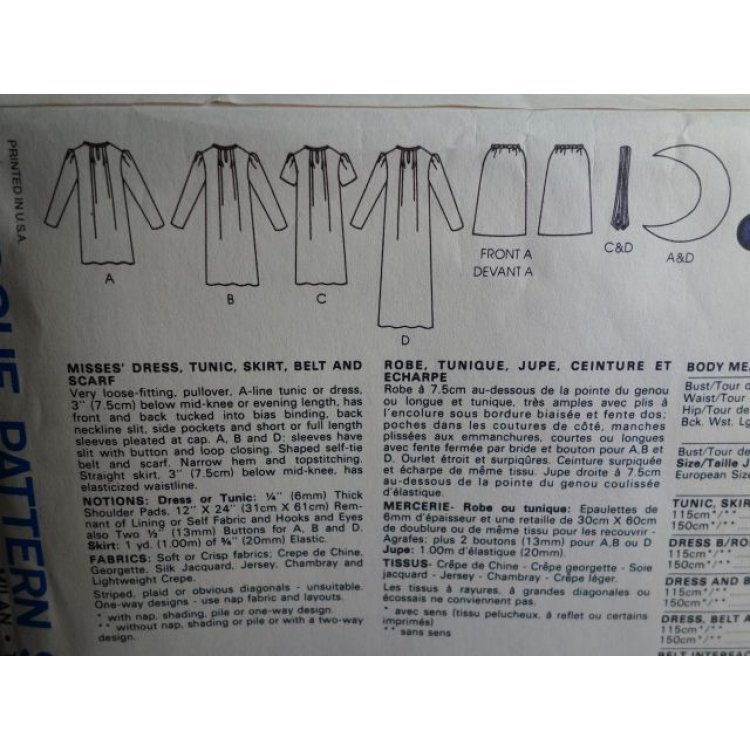 PRINTED IN U.S.A
OGUE PATTERN S
MILAN •
A
B
C
D
FRONT A
DEVANT A
C&D
A&D
MISSES' DRESS, TUNIC, SKIRT, BELT AND
SCARF
Very loose-fitting, pullover, A-line tunic or dress,
3" (7.5cm) below mid-knee or evening length, has
front and back tucked into bias binding, back
neckline slit, side pockets and short or full length
sleeves pleated at cap. A, B and D: sleeves have
slit with button and loop closing. Shaped self-tie
belt and scarf. Narrow hem and topstitching.
Straight skirt, 3" (7.5cm) below mid-knee, has
elasticized waistline.
NOTIONS: Dress or Tunic: ¼" (6mm) Thick
Shoulder Pads, 12" X 24" (31cm X 61cm) Rem-
nant of Lining or Self Fabric and Hooks and Eyes
also Two ½" (13mm) Buttons for A, B and D.
Skirt: 1 yd. (1.00m) of ¾" (20mm) Elastic.
FABRICS: Soft or Crisp fabrics; Crepe de Chine,
Georgette, Silk Jacquard, Jersey, Chambray and
Lightweight Crepe.
Striped, plaid or obvious diagonals - unsuitable.
One-way designs - use nap fabric and layouts.
* with nap, shading, pile or one-way design.
** without nap, shading or pile or with a two-way
design.
ROBE, TUNIQUE, JUPE, CEINTURE ET
ECHARPE
Robe à 7.5cm au-dessous de la pointe du genou
ou longue et tunique, très amples avec plis à
l'encolure sous bordure biaisée et fente dos;
poches dans les coutures de côté, manches
plissées aux emmanchures, courtes ou longues
avec fente fermée par bride et bouton pour A,B et
D. Ourlet étroit et surpiqûres. Ceinture surpiquée
et écharpe de même tissu. Jupe droite à 7.5cm
au-dessous de la pointe du genou coulissée
d'élastique.
MERCERIE- Robe ou tunique: Epaulettes de
6mm d'épaisseur et une retaille de 30cm X 60cm
de doublure ou de même tissu pour les recouvrir -
Agrafes; plus 2 boutons (13mm) pour A,B ou D
Jupe: 1.00m d'élastique (20mm).
TISSUS- Crêpe de Chine - Crêpe georgette - Soie
jacquard - Jersey - Chambray - Crêpe léger.
Les tissus à rayures, à grandes diagonales ou
écossais ne conviennent pas.
* avec sens (tissu pelucheux, à reflet ou certains
imprimés)
** sans sens
BODY MEA
Bust/Tour d
Waist/Tour
Hip/Tour de
Bck. Wst. Lg
Bust/Tour de
Size/Taille J
European Size
TUNIC, SKIR
115cm*/**
150cm*/**
DRESS B/RO
115cm*/**
150cm*/**
DRESS AND B
115cm*/**
150cm*/**
DRESS, BELT A
115cm*/**
150cm*/**
BELT INTERFAC